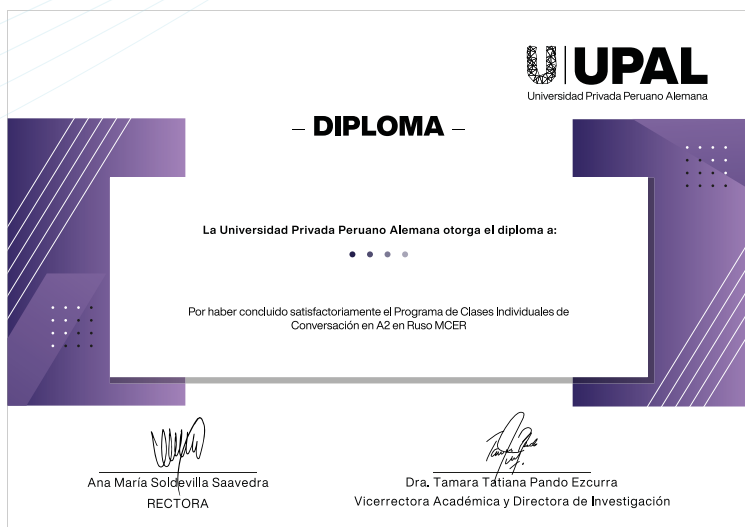 UPAL
Universidad Privada Peruano Alemana
– DIPLOMA –
La Universidad Privada Peruano Alemana otorga el diploma a:
Por haber concluido satisfactoriamente el Programa de Clases Individuales de
Conversación en A2 en Ruso MCER
Ana María Soldevilla Saavedra
RECTORA
Dra. Tamara Tatiana Pando Ezcurra
Vicerrectora Académica y Directora de Investigación